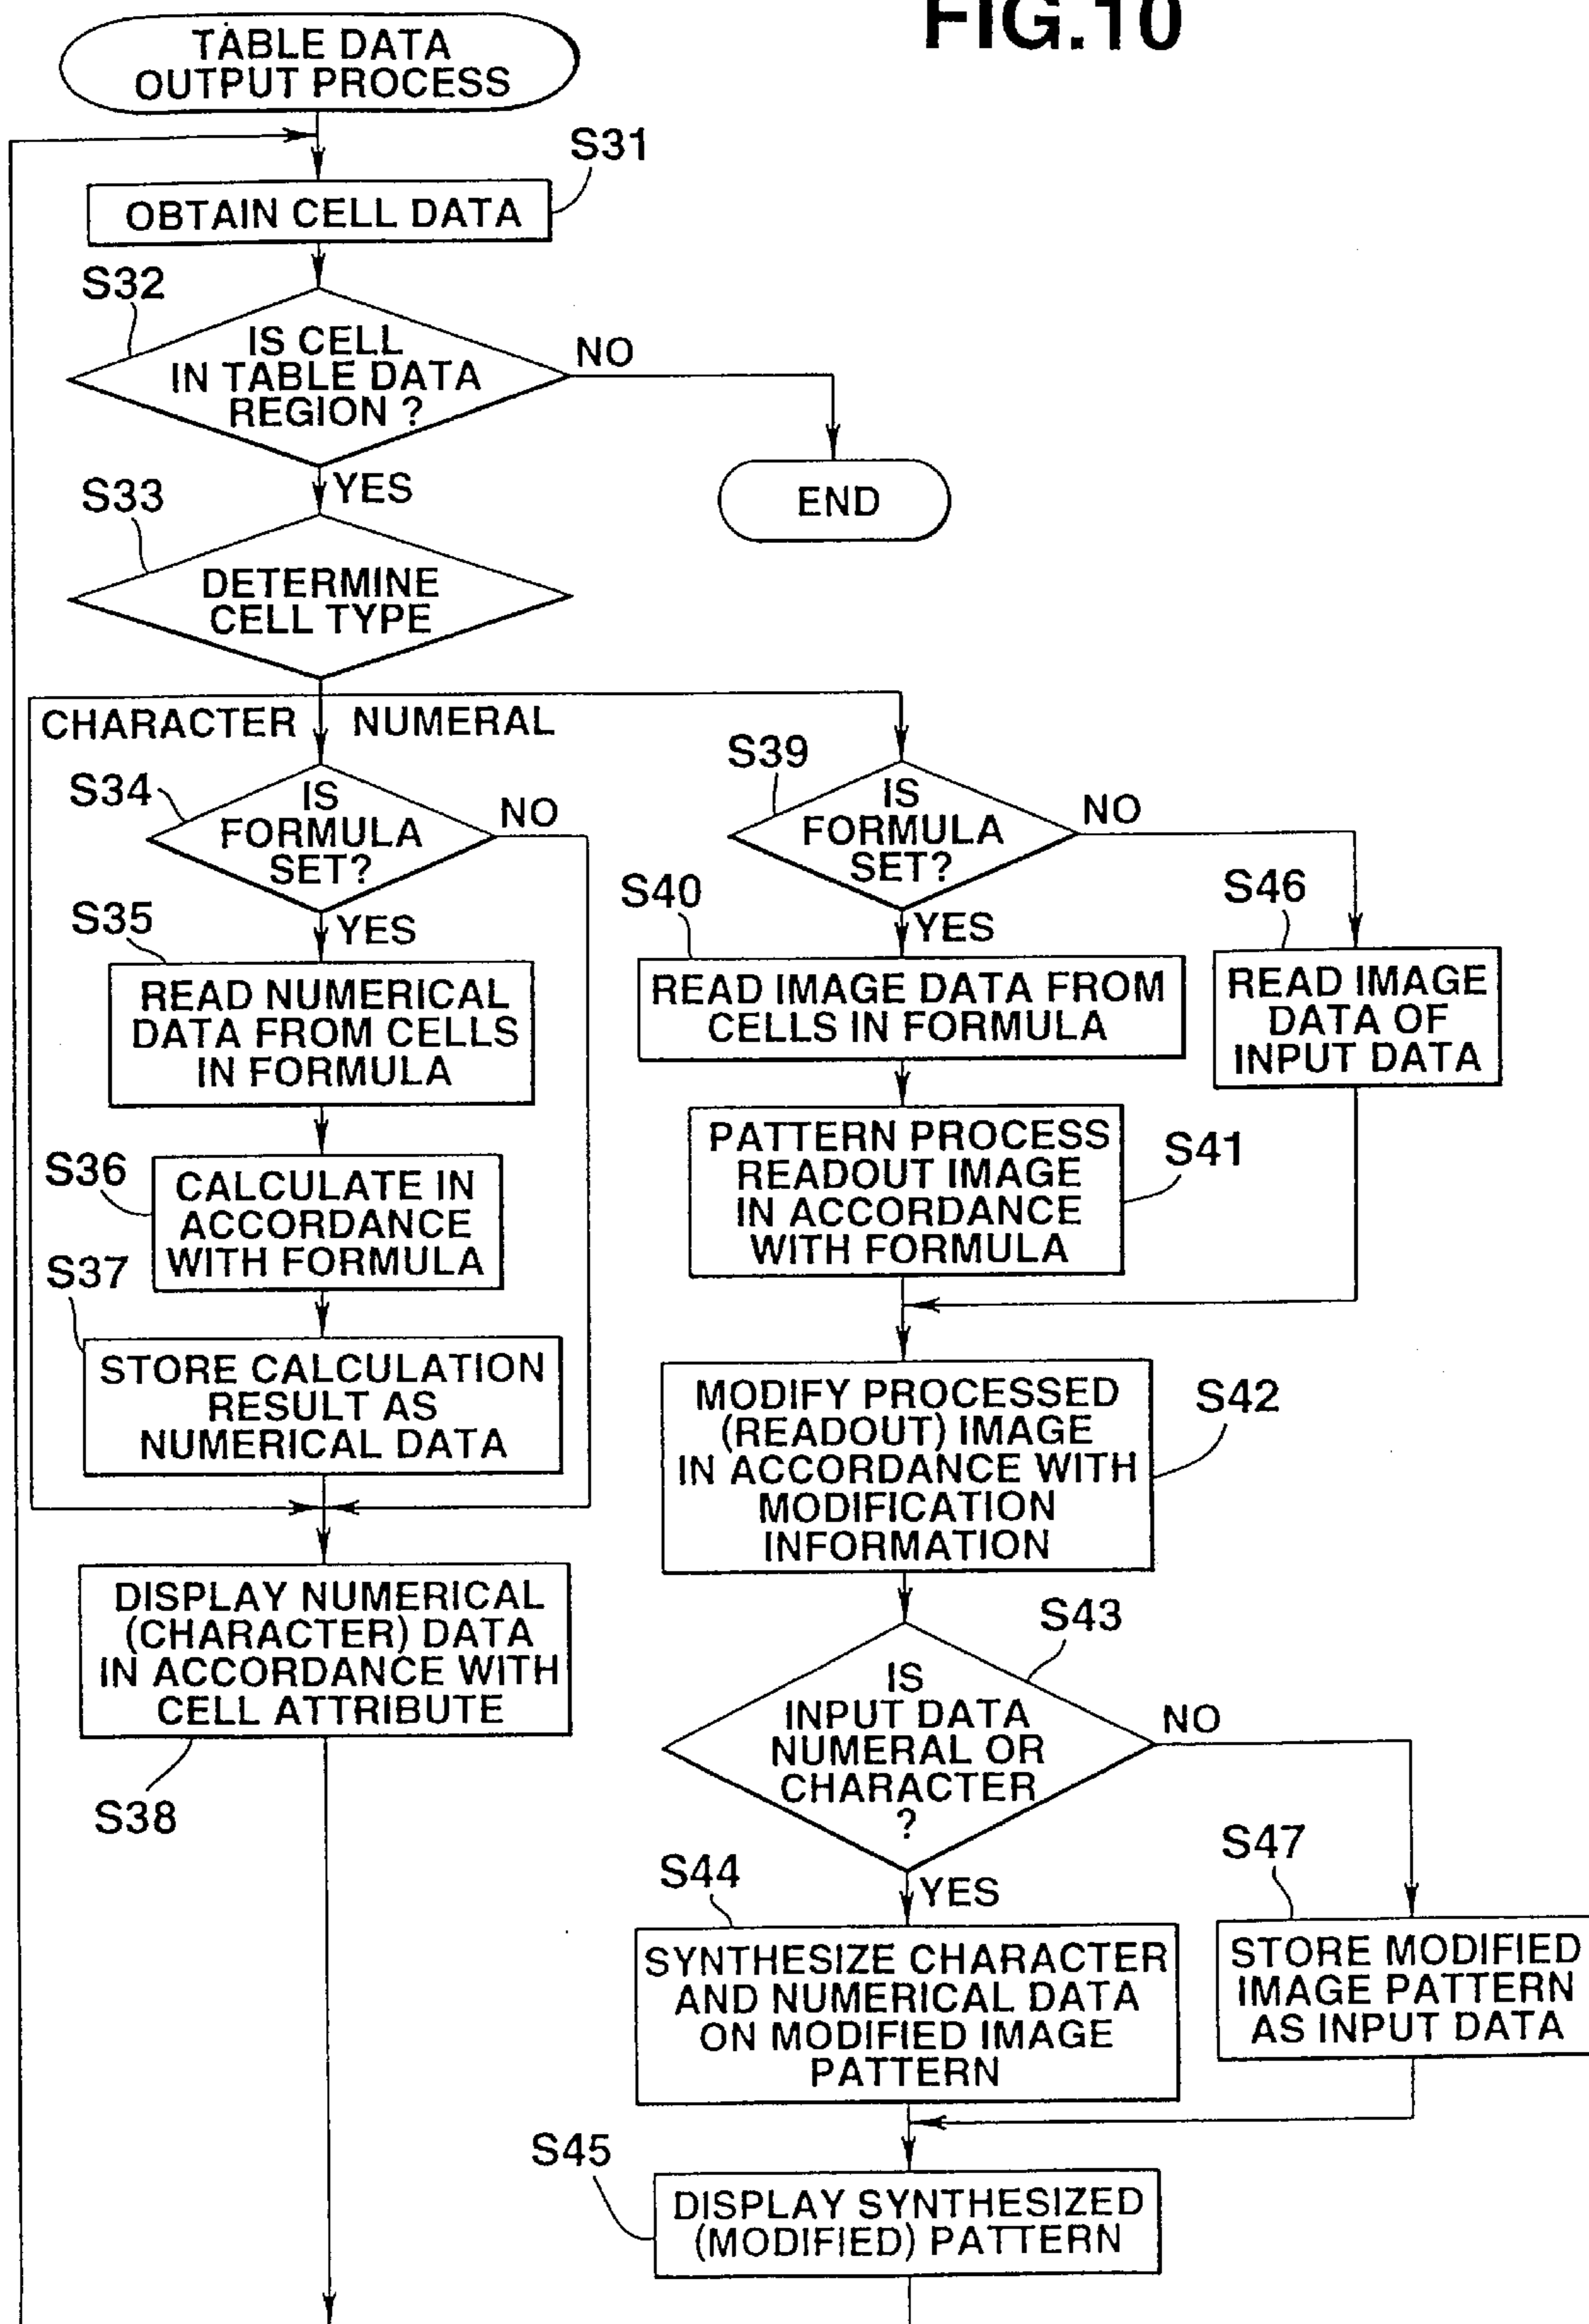 FIG.10
TABLE DATA
OUTPUT PROCESS
S31
OBTAIN CELL DATA
S32
IS CELL
IN TABLE DATA
REGION ?
NO
END
YES
S33
DETERMINE
CELL TYPE
CHARACTER
NUMERAL
S34
IS
FORMULA
SET?
NO
YES
S35
READ NUMERICAL
DATA FROM CELLS
IN FORMULA
S36
CALCULATE IN
ACCORDANCE
WITH FORMULA
S37
STORE CALCULATION
RESULT AS
NUMERICAL DATA
DISPLAY NUMERICAL
(CHARACTER) DATA
IN ACCORDANCE WITH
CELL ATTRIBUTE
S38
S39
IS
FORMULA
SET?
NO
YES
S40
READ IMAGE DATA FROM
CELLS IN FORMULA
S46
READ IMAGE
DATA OF
INPUT DATA
PATTERN PROCESS
READOUT IMAGE
IN ACCORDANCE
WITH FORMULA
S41
MODIFY PROCESSED
(READOUT) IMAGE
IN ACCORDANCE WITH
MODIFICATION
INFORMATION
S42
S43
IS
INPUT DATA
NUMERAL OR
CHARACTER
?
NO
YES
S44
SYNTHESIZE CHARACTER
AND NUMERICAL DATA
ON MODIFIED IMAGE
PATTERN
S47
STORE MODIFIED
IMAGE PATTERN
AS INPUT DATA
S45
DISPLAY SYNTHESIZED
(MODIFIED) PATTERN